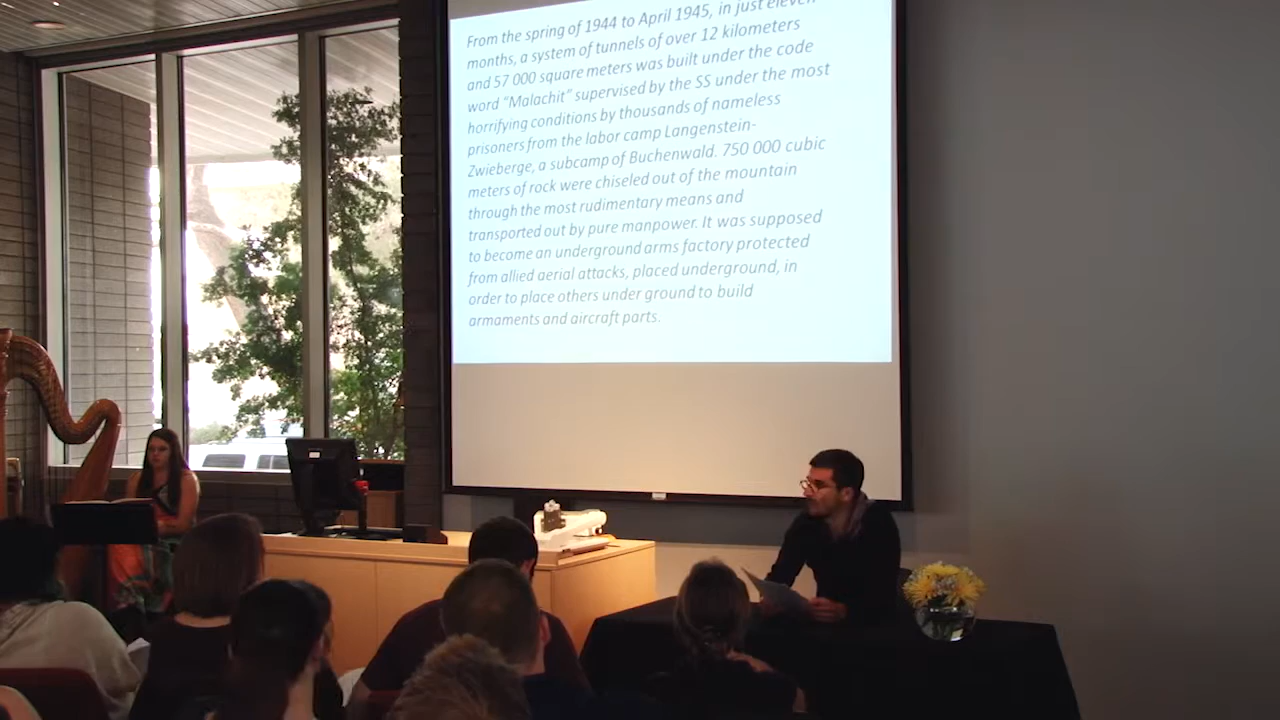 From the spring of 1944 to April 1945, in just eleven
months, a system of tunnels of over 12 kilometers
and 57 000 square meters was built under the code
word "Malachit" supervised by the SS under the most
horrifying conditions by thousands of nameless
prisoners from the labor camp Langenstein-
Zwieberge, a subcamp of Buchenwald. 750 000 cubic
meters of rock were chiseled out of the mountain
through the most rudimentary means and
transported out by pure manpower. It was supposed
to become an underground arms factory protected
from allied aerial attacks, placed underground, in
order to place others under ground to build
armaments and aircraft parts.